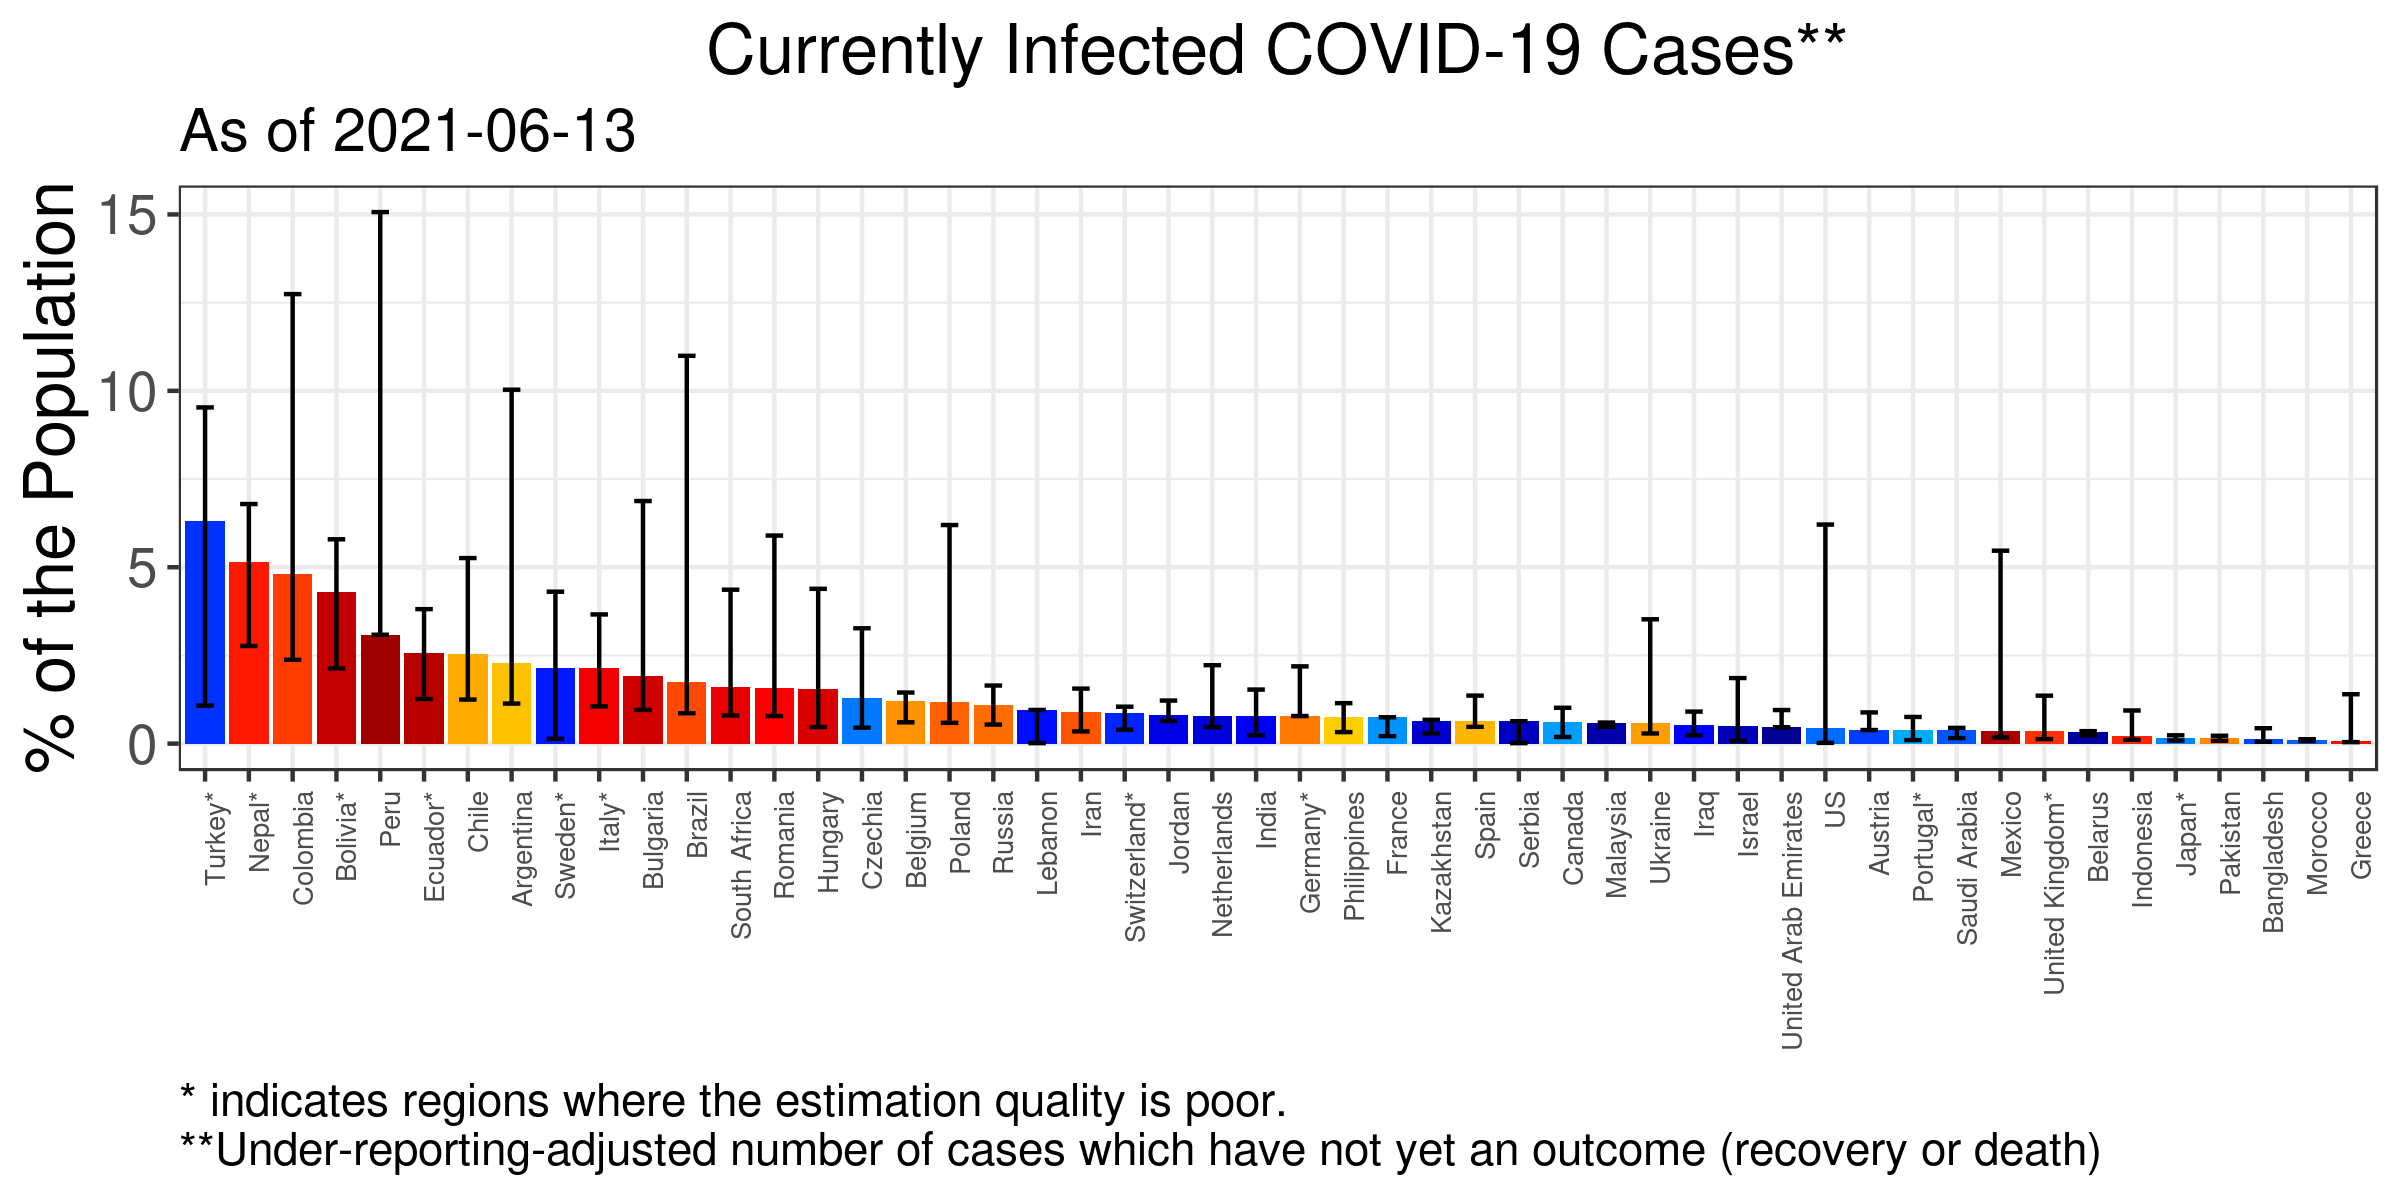 Currently Infected COVID-19 Cases**
As of 2021-06-13
% of the Population
15
10
5
0
Turkey*
Nepal*
Colombia
Bolivia*
Peru
Ecuador*
Chile
Argentina
Sweden*
Italy*
Bulgaria
Brazil
South Africa
Romania
Hungary
Czechia
Belgium
Poland
Russia
Lebanon
Iran
Switzerland*
Jordan
Netherlands
India
Germany*
Philippines
France
Kazakhstan
Spain
Serbia
Canada
Malaysia
Ukraine
Iraq
Israel
United Arab Emirates
US
Austria
Portugal*
Saudi Arabia
Mexico
United Kingdom*
Belarus
Indonesia
Japan*
Pakistan
Bangladesh
Morocco
Greece
* indicates regions where the estimation quality is poor.
**Under-reporting-adjusted number of cases which have not yet an outcome (recovery or death)